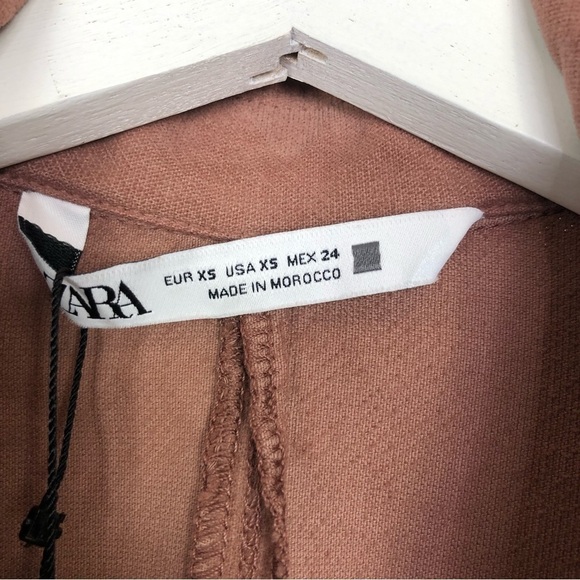 ZARA
EUR XS USA XS MEX 24
MADE IN MOROCCO